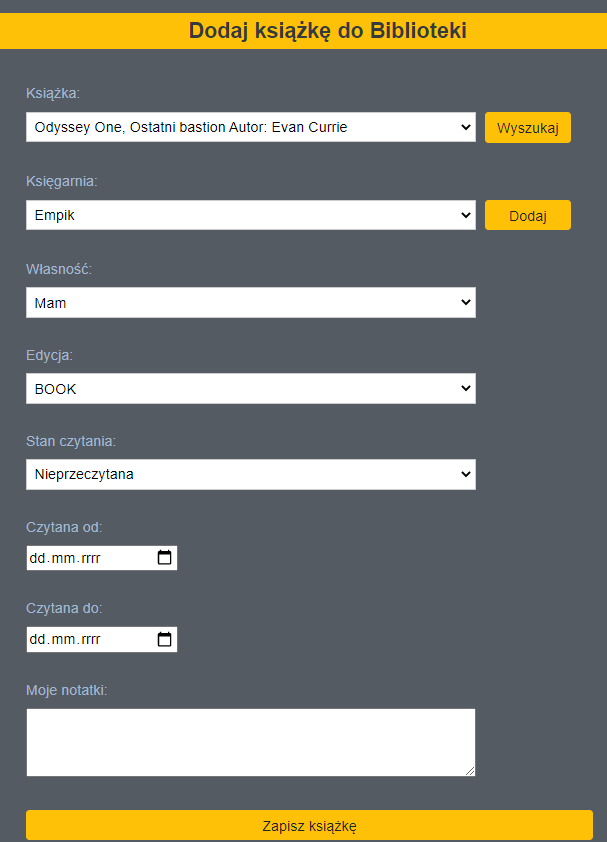 Dodaj książkę do Biblioteki
Książka:
Odyssey One, Ostatni bastion Autor: Evan Currie
Wyszukaj
Księgarnia:
Empik
Dodaj
Własność:
Mam
Edycja:
BOOK
Stan czytania:
Nieprzeczytana
Czytana od:
dd.mm.rrrr
Czytana do:
dd.mm.rrrr
Moje notatki:
Zapisz książkę